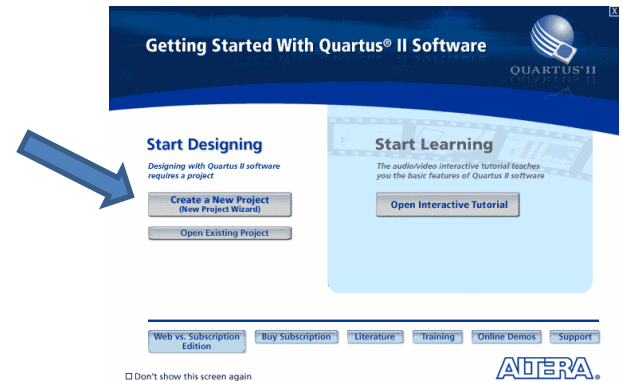 X
Getting Started With Quartus® II Software
QUARTUS® II
Start Designing
Designing with Quartus II software
requires a project
Create a New Project
(New Project Wizard)
Open Existing Project
Start Learning
The audio/video interactive tutorial teaches
you the basic features of Quartus II software
Open Interactive Tutorial
Web vs. Subscription
Edition
Buy Subscription
Literature
Training
Online Demos
Support
Don't show this screen again
ALTERA®